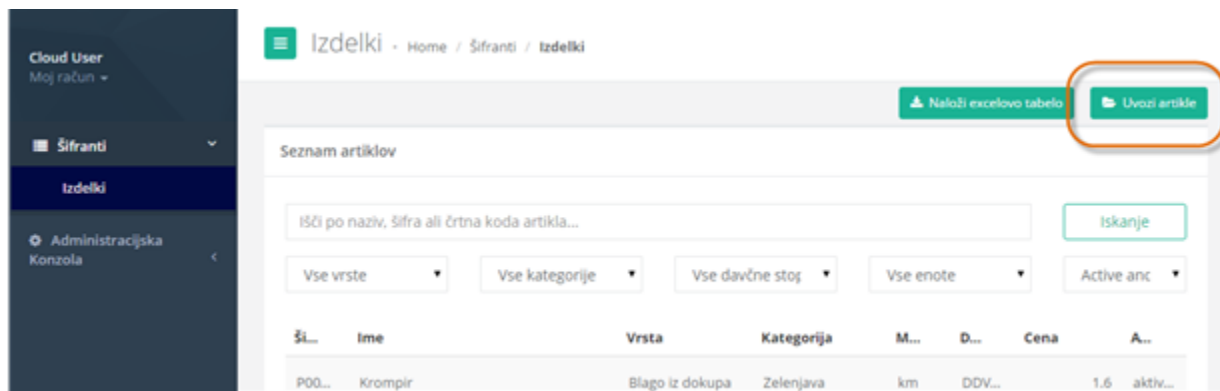 Cloud User
Moj račun
Šifranti
Izdelki
Administracijska
Konzola
Izdelki - Home / Šifranti / Izdelki
Naloži excelovo tabelo
Uvozi artikle
Seznam artiklov
Išči po naziv, šifra ali črtna koda artikla...
Iskanje
Vse vrste
Vse kategorije
Vse davčne stop
Vse enote
Active anc
Ši... Ime Vrsta Kategorija M... D... Cena A...
P00... Krompir Blago iz dokupa Zelenjava km DDV... 1.6 aktiv...